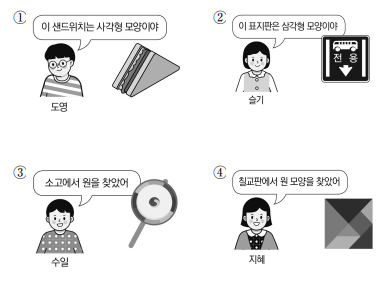 ① 이 샌드위치는 사각형 모양이야
도영
② 이 표지판은 삼각형 모양이야
전 용
슬기
③ 소고에서 원을 찾았어
수일
④ 칠교판에서 원 모양을 찾았어
지혜